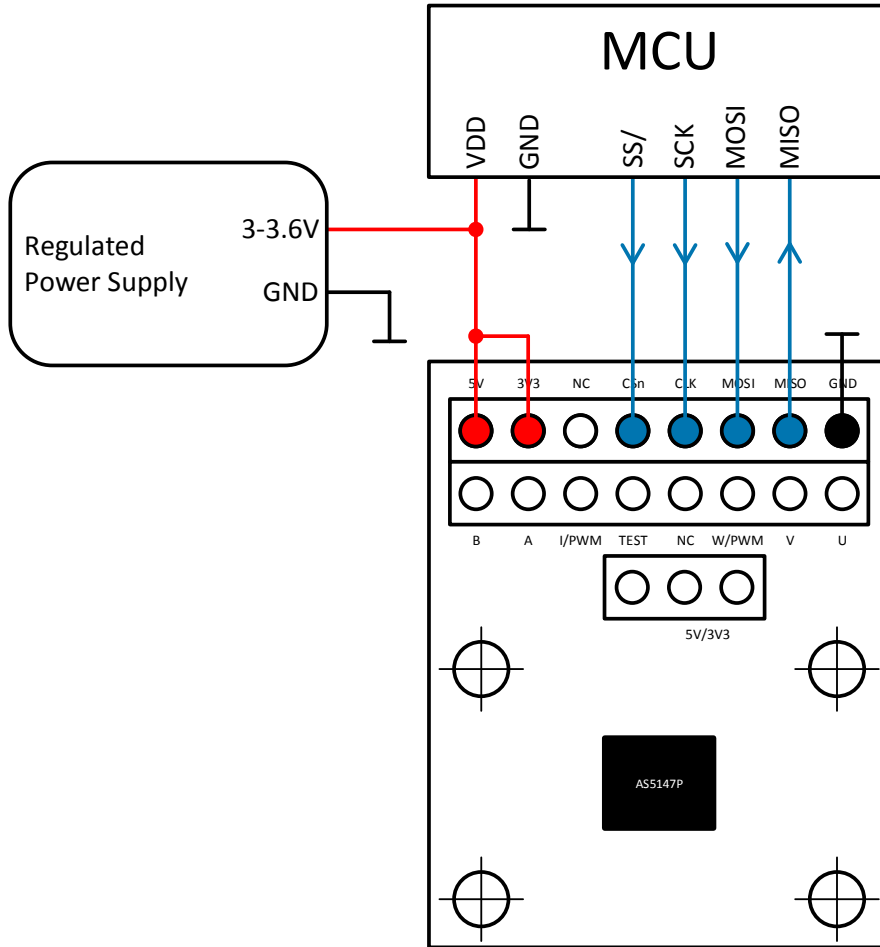 MCU
VDD
GND
SS/
SCK
MOSI
MISO
3-3.6V
Regulated
Power Supply
GND
5V 3V3 NC CSn CLK MOSI MISO GND
B A I/PWM TEST NC W/PWM V U
5V/3V3
AS5147P